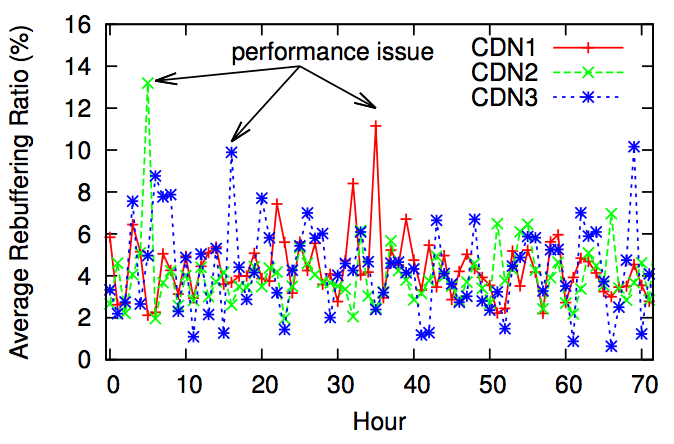 16
14
12
10
8
6
4
2
0
Average Rebuffering Ratio (%)
performance issue
CDN1
CDN2
CDN3
0 10 20 30 40 50 60 70
Hour